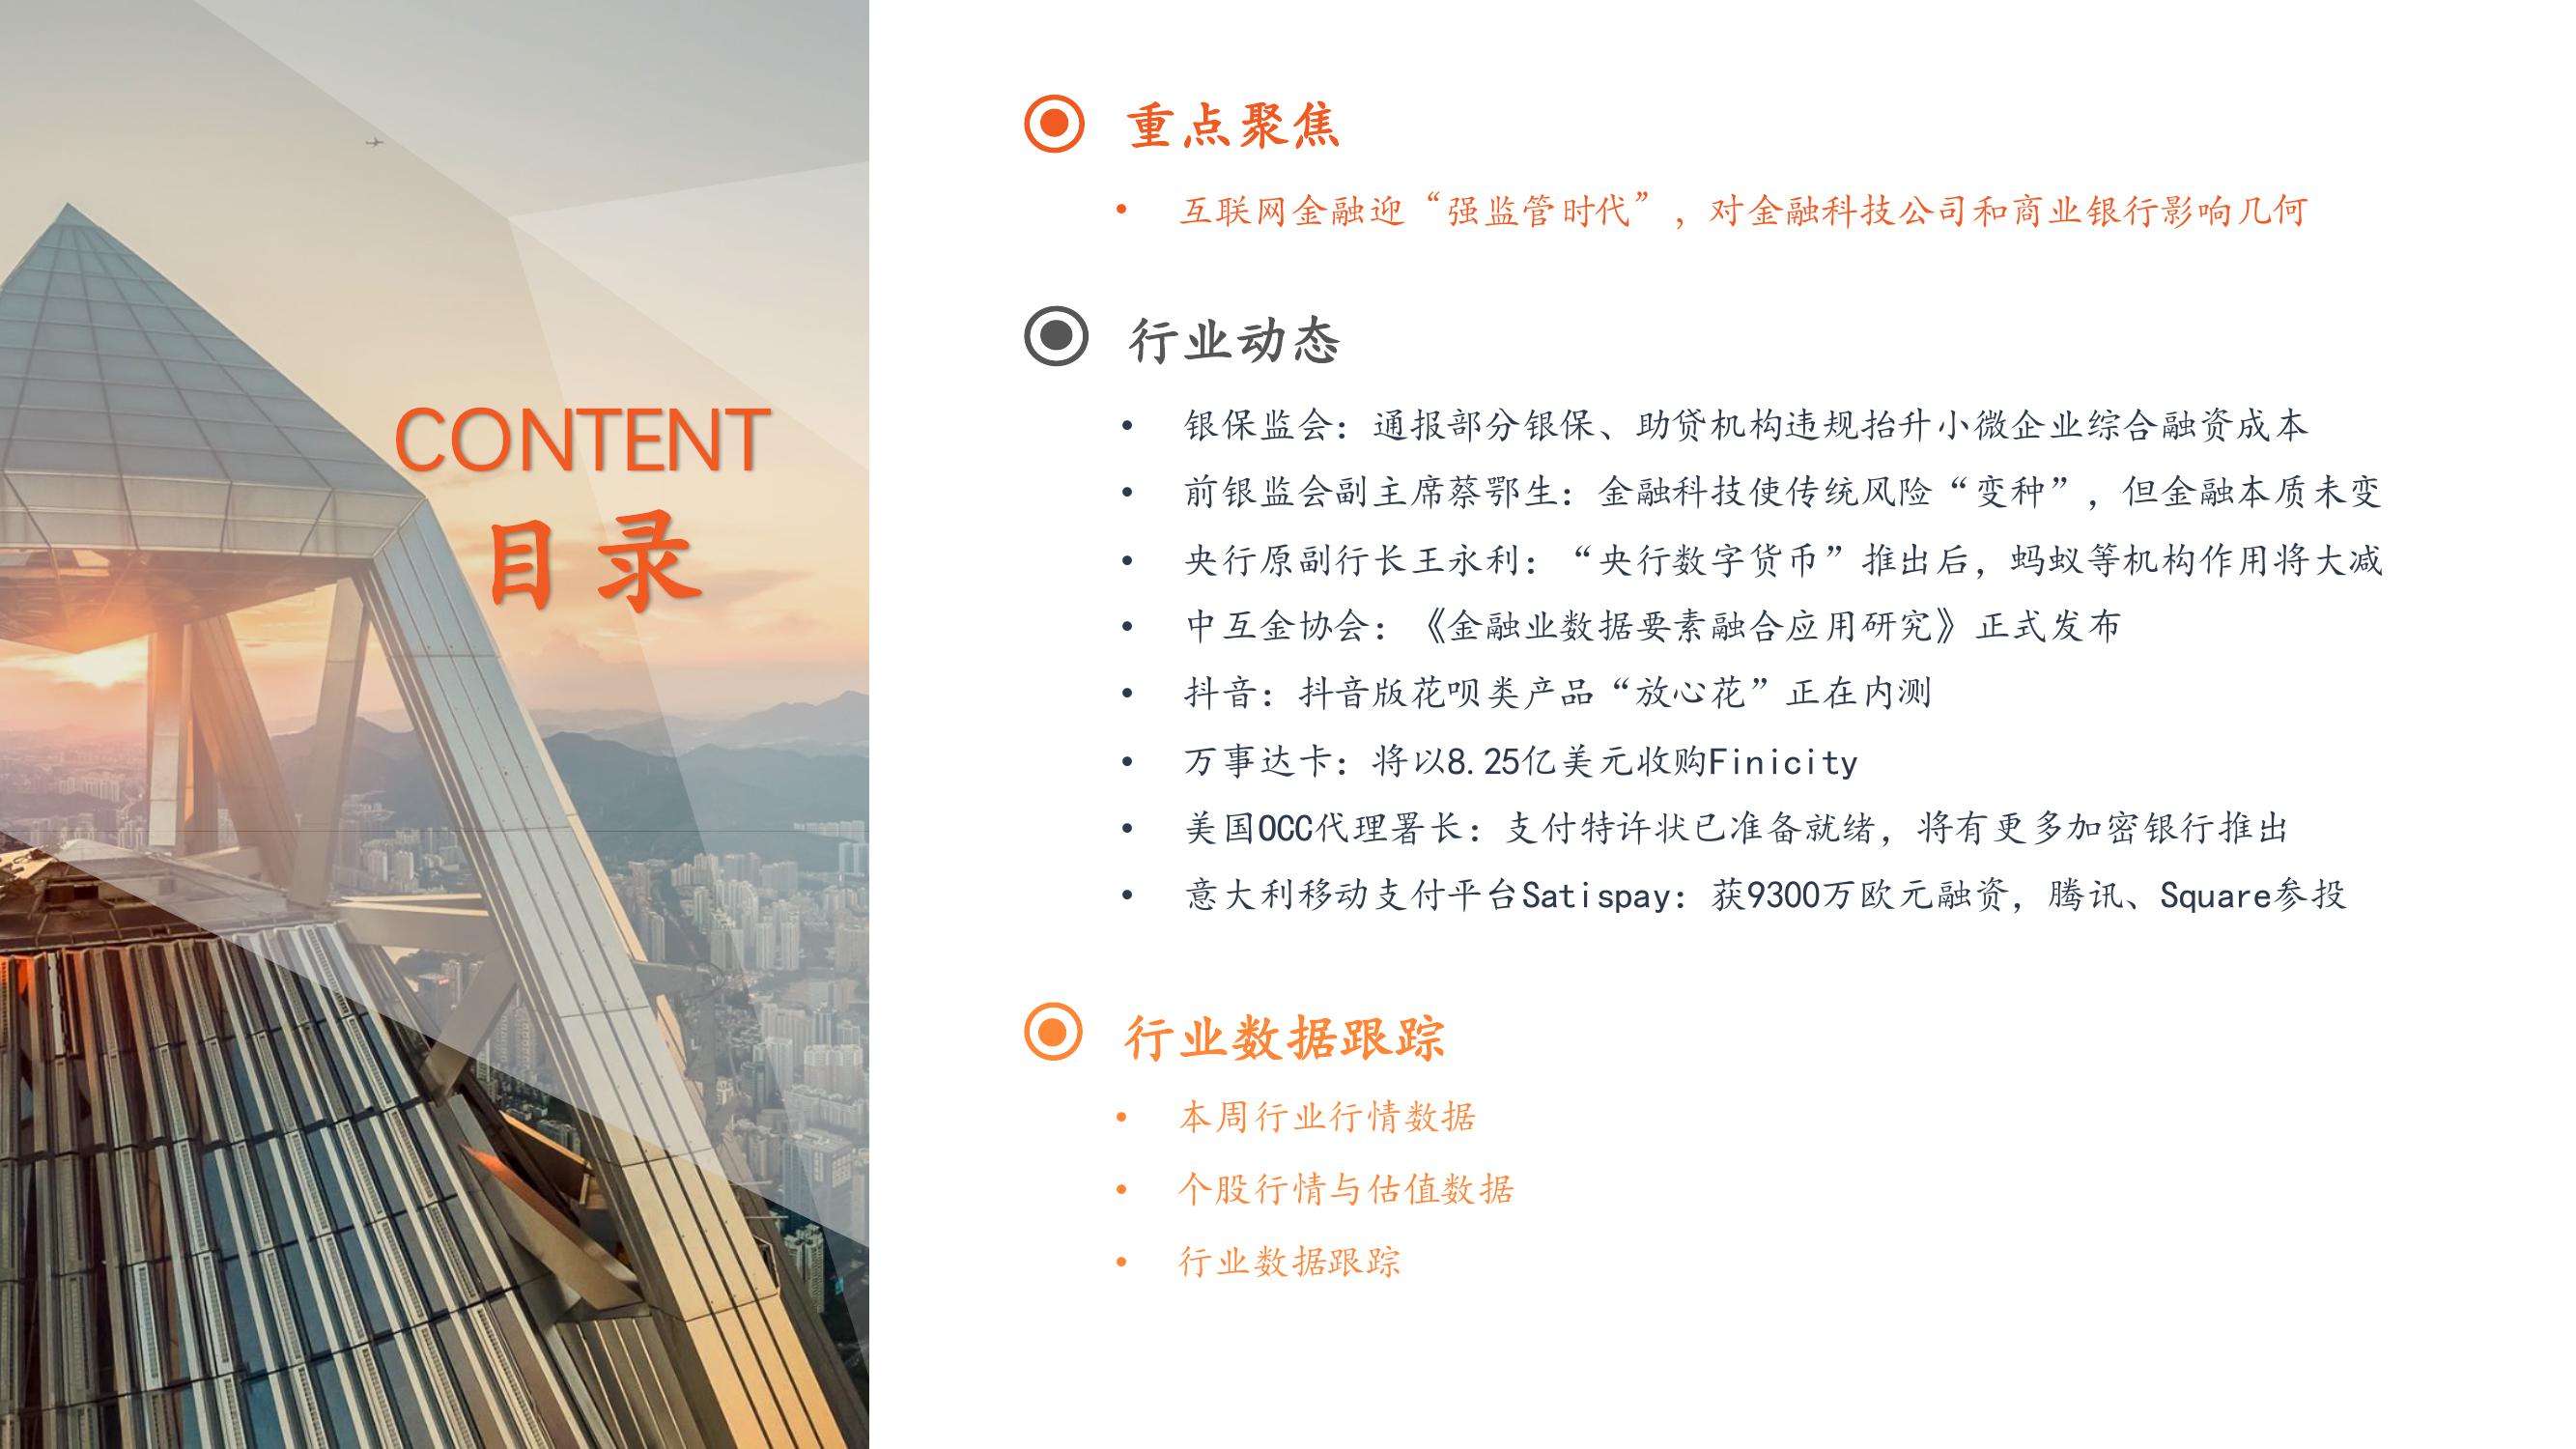 CONTENT
目录
重点聚焦
• 互联网金融迎“强监管时代”，对金融科技公司和商业银行影响几何
行业动态
• 银保监会：通报部分银保、助贷机构违规抬升小微企业综合融资成本
• 前银监会副主席蔡鄂生：金融科技使传统风险“变种”，但金融本质未变
• 央行原副行长王永利：“央行数字货币”推出后，蚂蚁等机构作用将大减
• 中互金协会：《金融业数据要素融合应用研究》正式发布
• 抖音：抖音版花呗类产品“放心花”正在内测
• 万事达卡：将以8.25亿美元收购Finicity
• 美国OCC代理署长：支付特许状已准备就绪，将有更多加密银行推出
• 意大利移动支付平台Satispay：获9300万欧元融资，腾讯、Square参投
行业数据跟踪
• 本周行业行情数据
• 个股行情与估值数据
• 行业数据跟踪